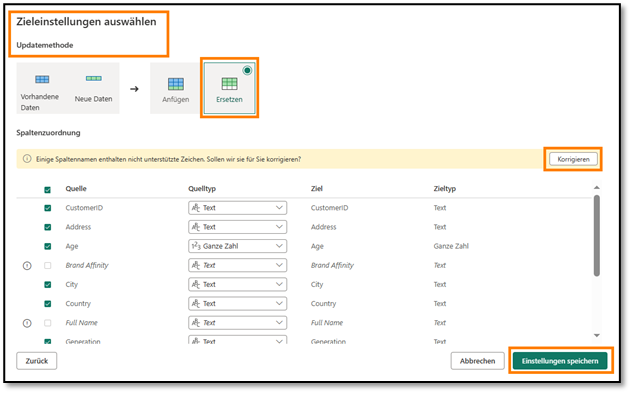 Zieleinstellungen auswählen
Updatemethode
Vorhandene Daten
Neue Daten
Anfügen
Ersetzen
Spaltenzuordnung
Einige Spaltennamen enthalten nicht unterstützte Zeichen. Sollen wir sie für Sie korrigieren?
Korrigieren
Quelle Quelltyp Ziel Zieltyp
CustomerID Text CustomerID Text
Address Text Address Text
Age Ganze Zahl Age Ganze Zahl
Brand Affinity Text Brand Affinity Text
City Text City Text
Country Text Country Text
Full Name Text Full Name Text
Generation Text Generation Text
Zurück Abbrechen Einstellungen speichern